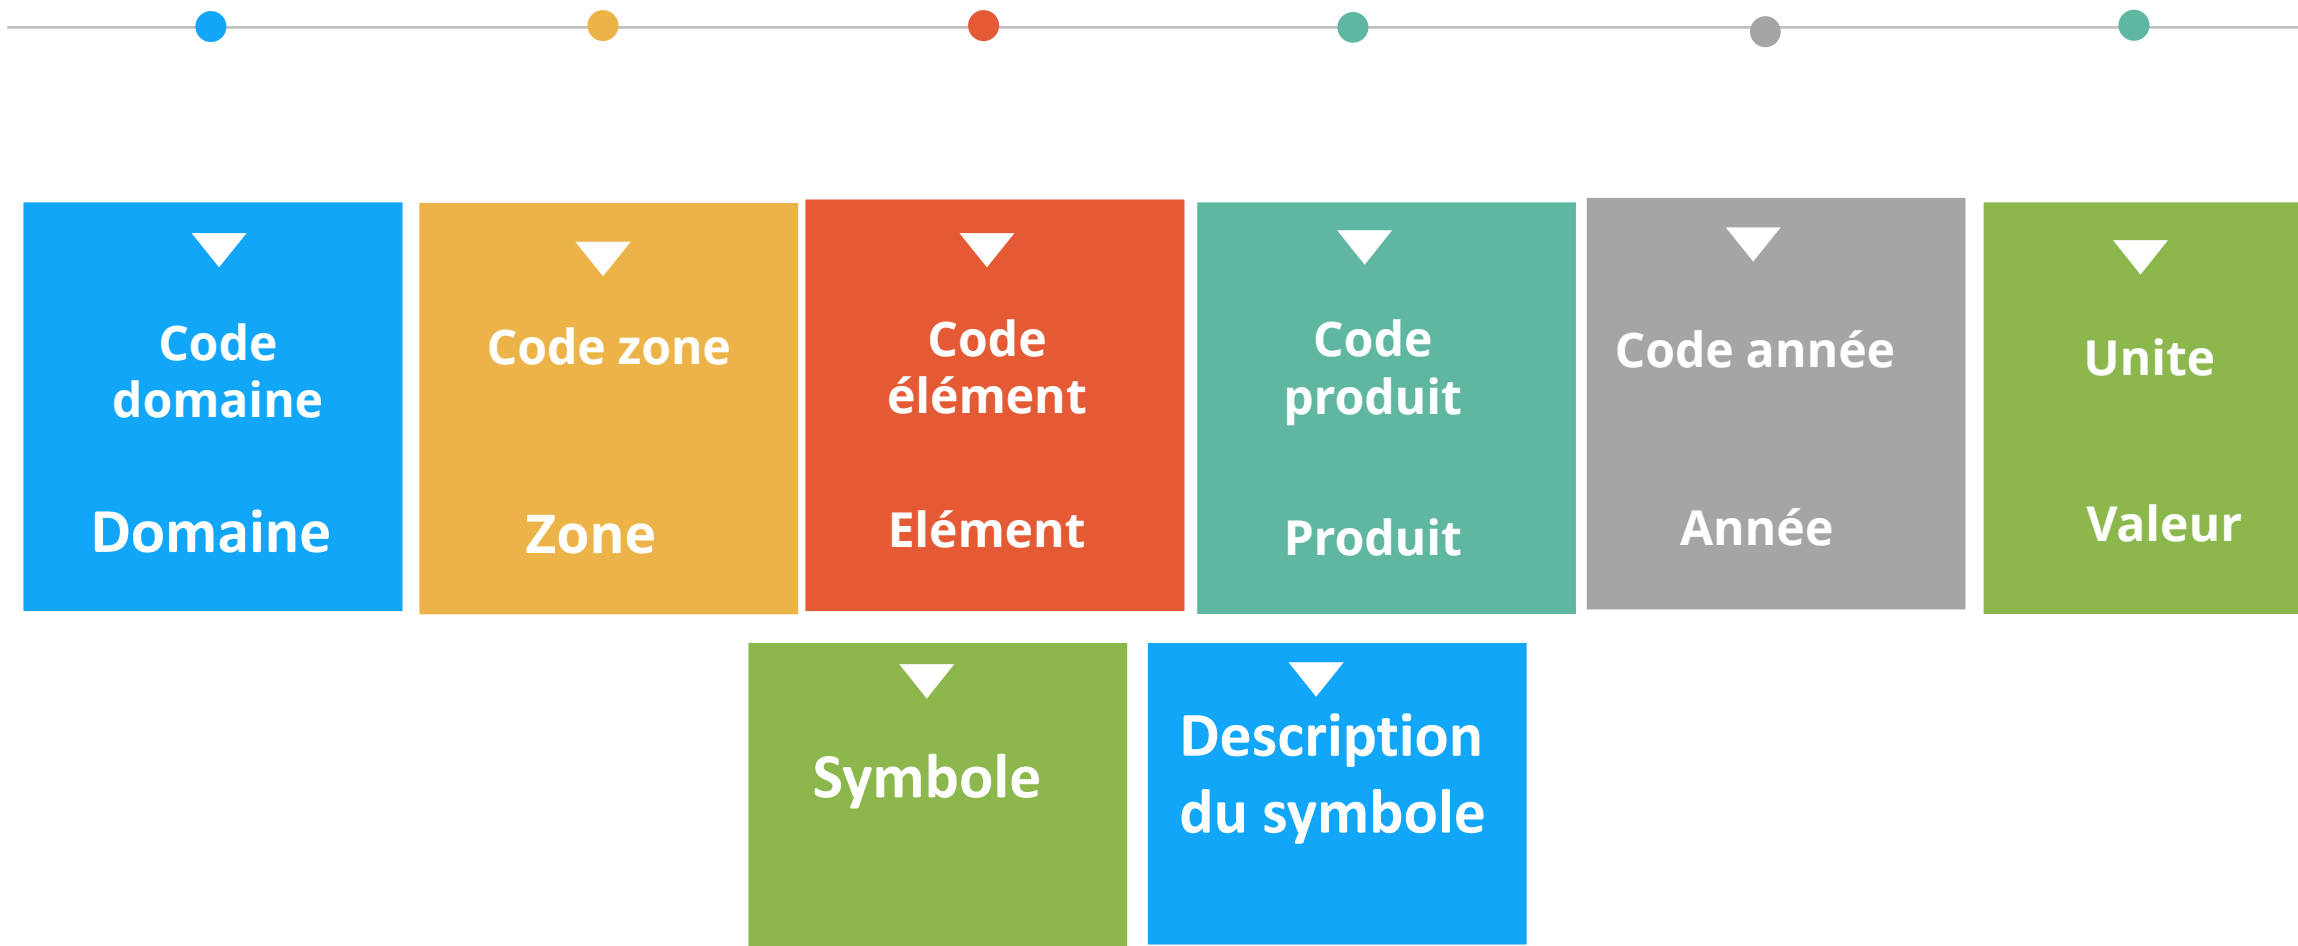 Code
domaine
Domaine
Code zone
Zone
Code
élément
Elément
Code
produit
Produit
Code année
Année
Unite
Valeur
Symbole
Description
du symbole